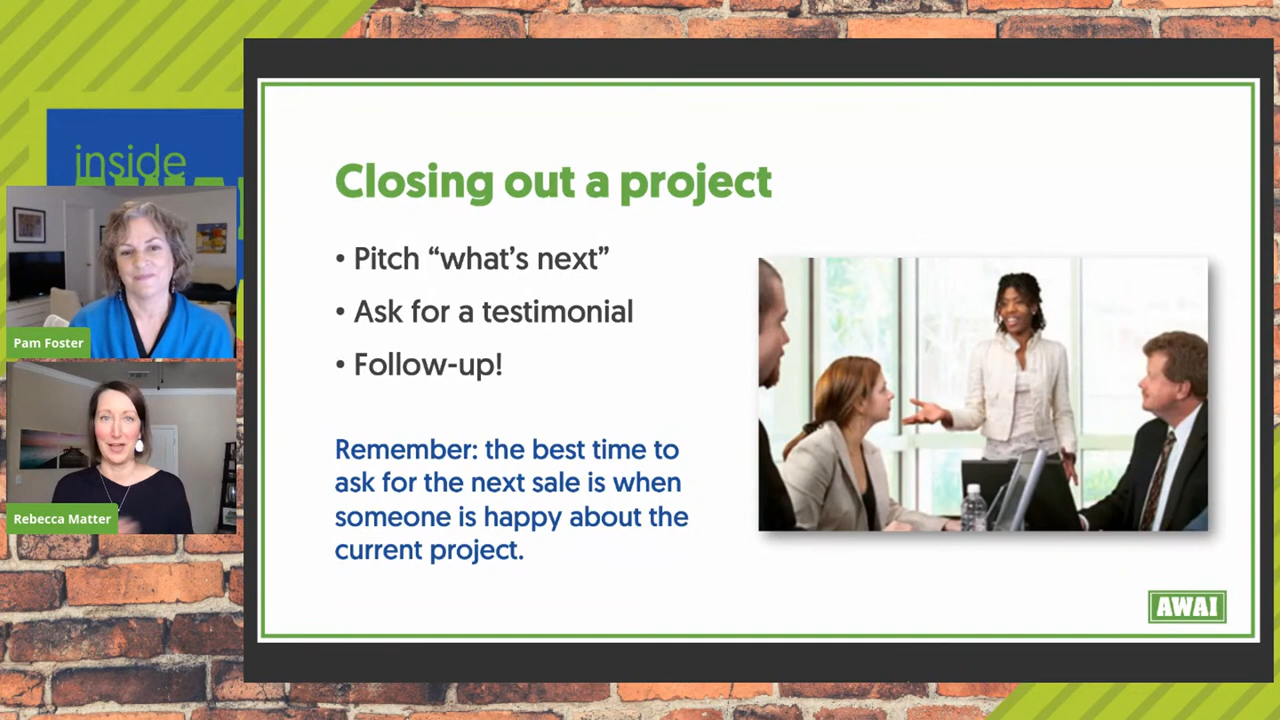 inside
Pam Foster
Rebecca Matter
Closing out a project
• Pitch “what’s next”
• Ask for a testimonial
• Follow-up!
Remember: the best time to
ask for the next sale is when
someone is happy about the
current project.
AWAI